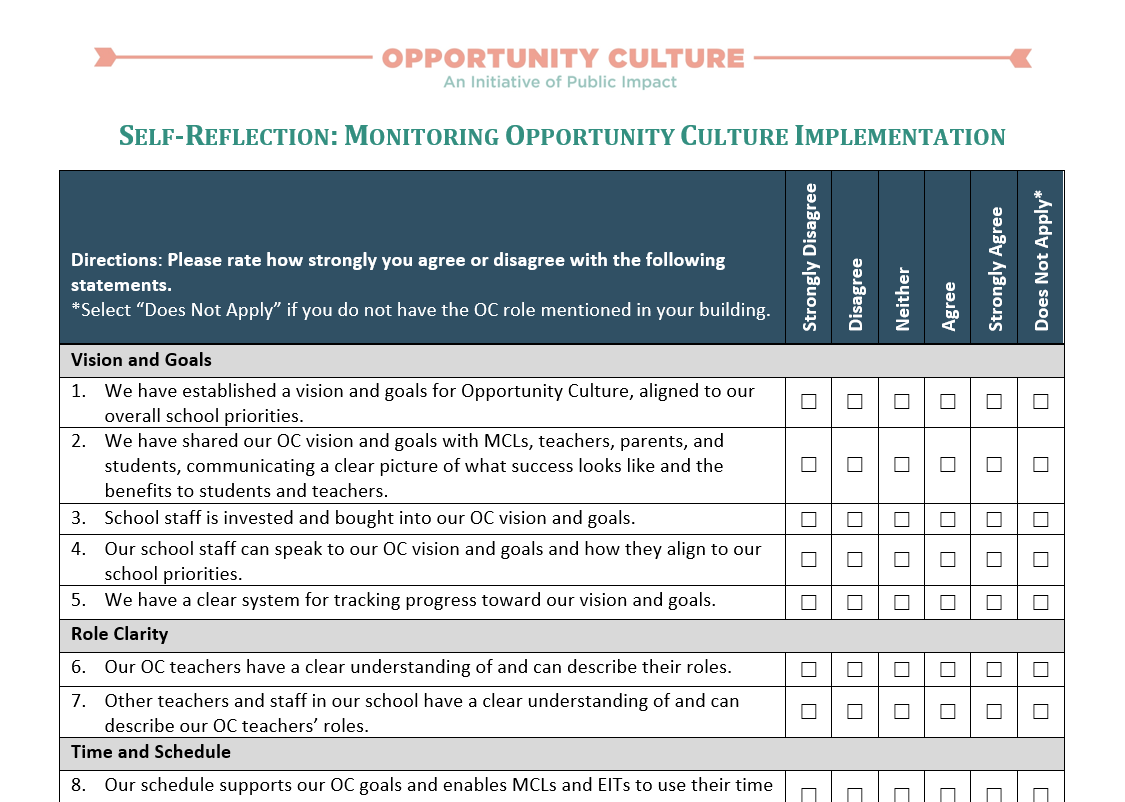 OPPORTUNITY CULTURE
An Initiative of Public Impact
SELF-REFLECTION: MONITORING OPPORTUNITY CULTURE IMPLEMENTATION
Directions: Please rate how strongly you agree or disagree with the following
statements.
*Select “Does Not Apply” if you do not have the OC role mentioned in your building.
Strongly Disagree
Disagree
Neither
Agree
Strongly Agree
Does Not Apply*
Vision and Goals
1. We have established a vision and goals for Opportunity Culture, aligned to our
overall school priorities.
2. We have shared our OC vision and goals with MCLs, teachers, parents, and
students, communicating a clear picture of what success looks like and the
benefits to students and teachers.
3. School staff is invested and bought into our OC vision and goals.
4. Our school staff can speak to our OC vision and goals and how they align to our
school priorities.
5. We have a clear system for tracking progress toward our vision and goals.
Role Clarity
6. Our OC teachers have a clear understanding of and can describe their roles.
7. Other teachers and staff in our school have a clear understanding of and can
describe our OC teachers’ roles.
Time and Schedule
8. Our schedule supports our OC goals and enables MCLs and EITs to use their time